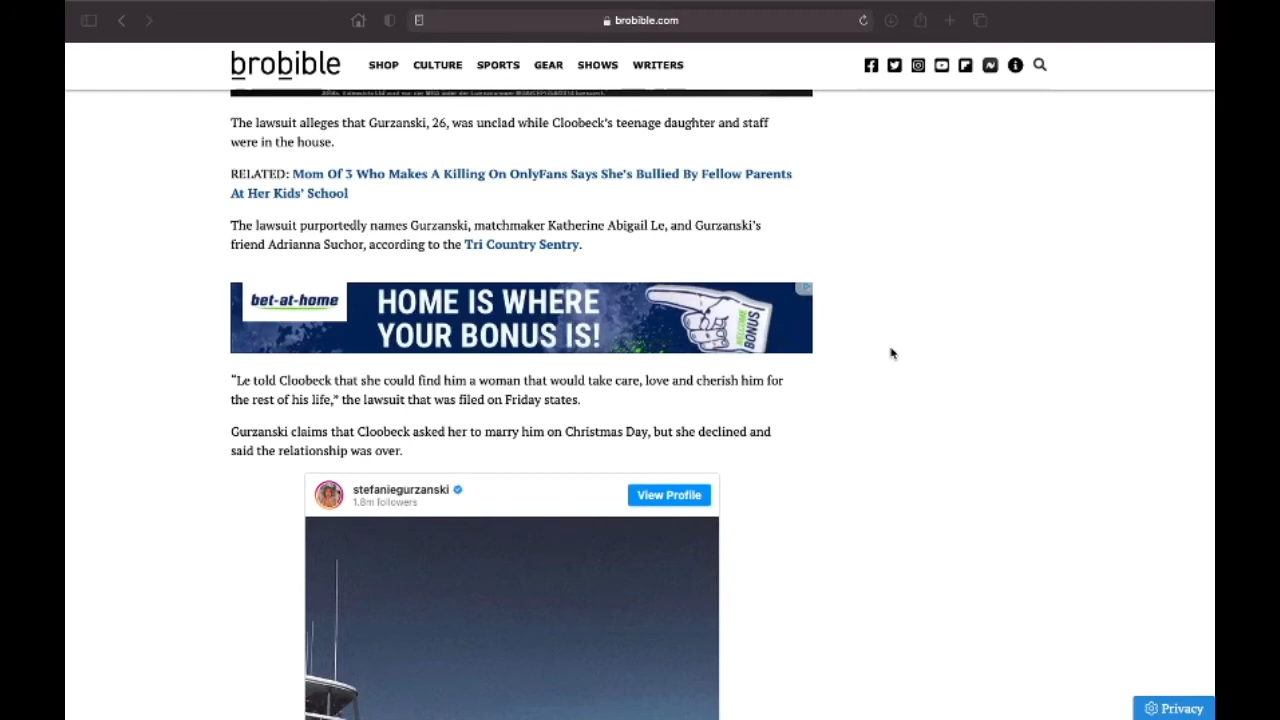 brobible.com
brobible SHOP CULTURE SPORTS GEAR SHOWS WRITERS
The lawsuit alleges that Gurzanski, 26, was unclad while Cloobeck's teenage daughter and staff
were in the house.
RELATED: Mom Of 3 Who Makes A Killing On OnlyFans Says She's Bullied By Fellow Parents
At Her Kids' School
The lawsuit purportedly names Gurzanski, matchmaker Katherine Abigail Le, and Gurzanski's
friend Adrianna Suchor, according to the Tri Country Sentry.
bet-at-home
HOME IS WHERE
YOUR BONUS IS!
WELCOME
BONUS
“Le told Cloobeck that she could find him a woman that would take care, love and cherish him for
the rest of his life,” the lawsuit that was filed on Friday states.
Gurzanski claims that Cloobeck asked her to marry him on Christmas Day, but she declined and
said the relationship was over.
stefaniegurzanski
1.8m followers
View Profile
Privacy